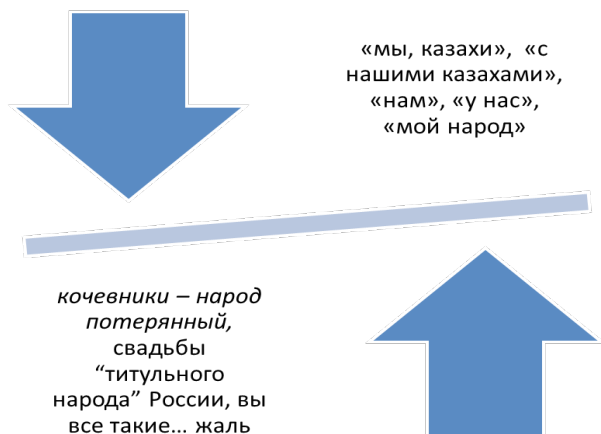 «мы, казахи», «с
нашими казахами»,
«нам», «у нас»,
«мой народ»
кочевники – народ
потерянный,
свадьбы
“титульного
народа” России, вы
все такие... жаль